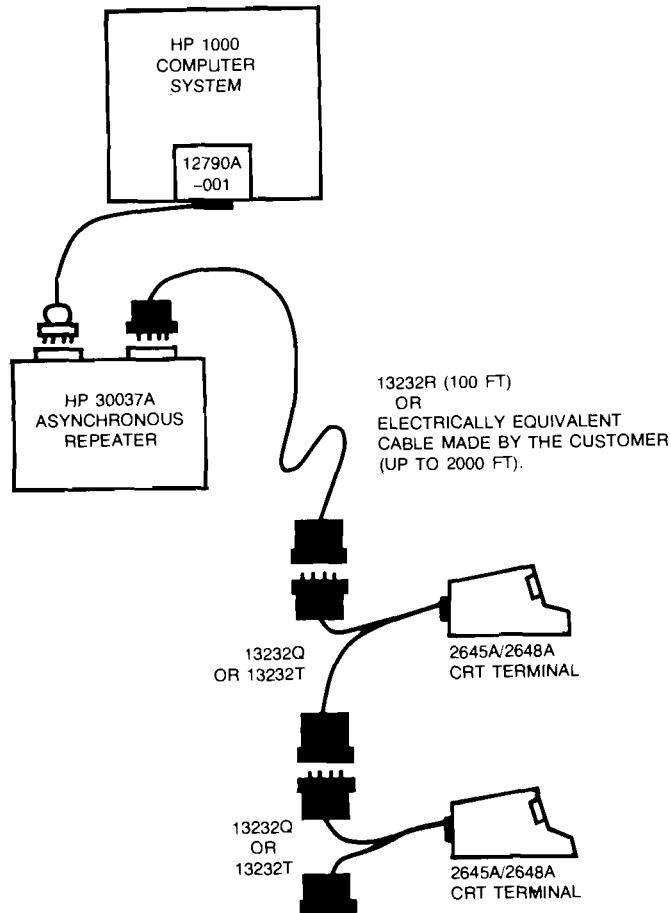 HP 1000
COMPUTER
SYSTEM
12790A
-001
HP 30037A
ASYNCHRONOUS
REPEATER
13232R (100 FT)
OR
ELECTRICALLY EQUIVALENT
CABLE MADE BY THE CUSTOMER
(UP TO 2000 FT).
13232Q
OR 13232T
2645A/2648A
CRT TERMINAL
13232Q
OR
13232T
2645A/2648A
CRT TERMINAL